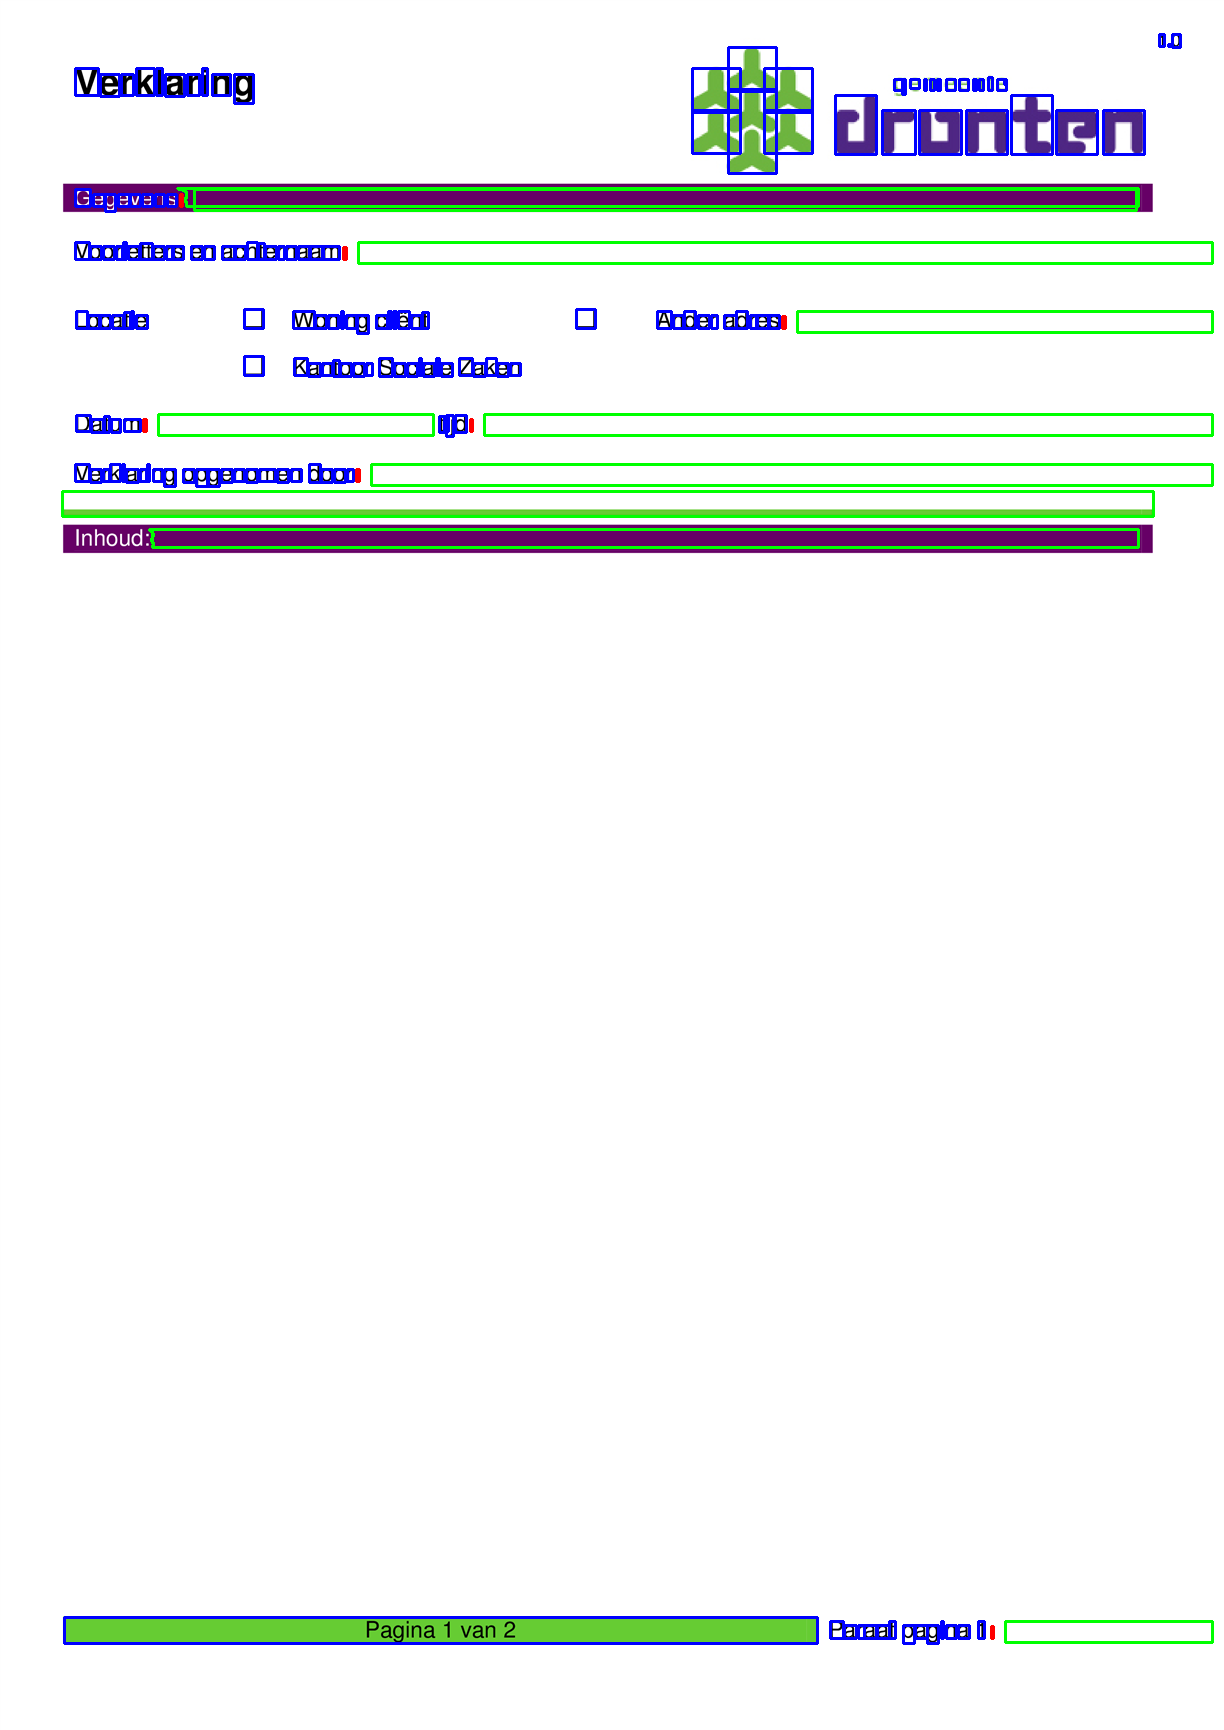 1.0
Verklaring
gemeente
dronten
Gegevens:
Voorletters en achternaam:
Locatie Woning cliënt Ander adres:
Kantoor Sociale Zaken
Datum: tijd:
Verklaring opgenomen door:
Inhoud:
Pagina 1 van 2 Paraaf pagina 1: